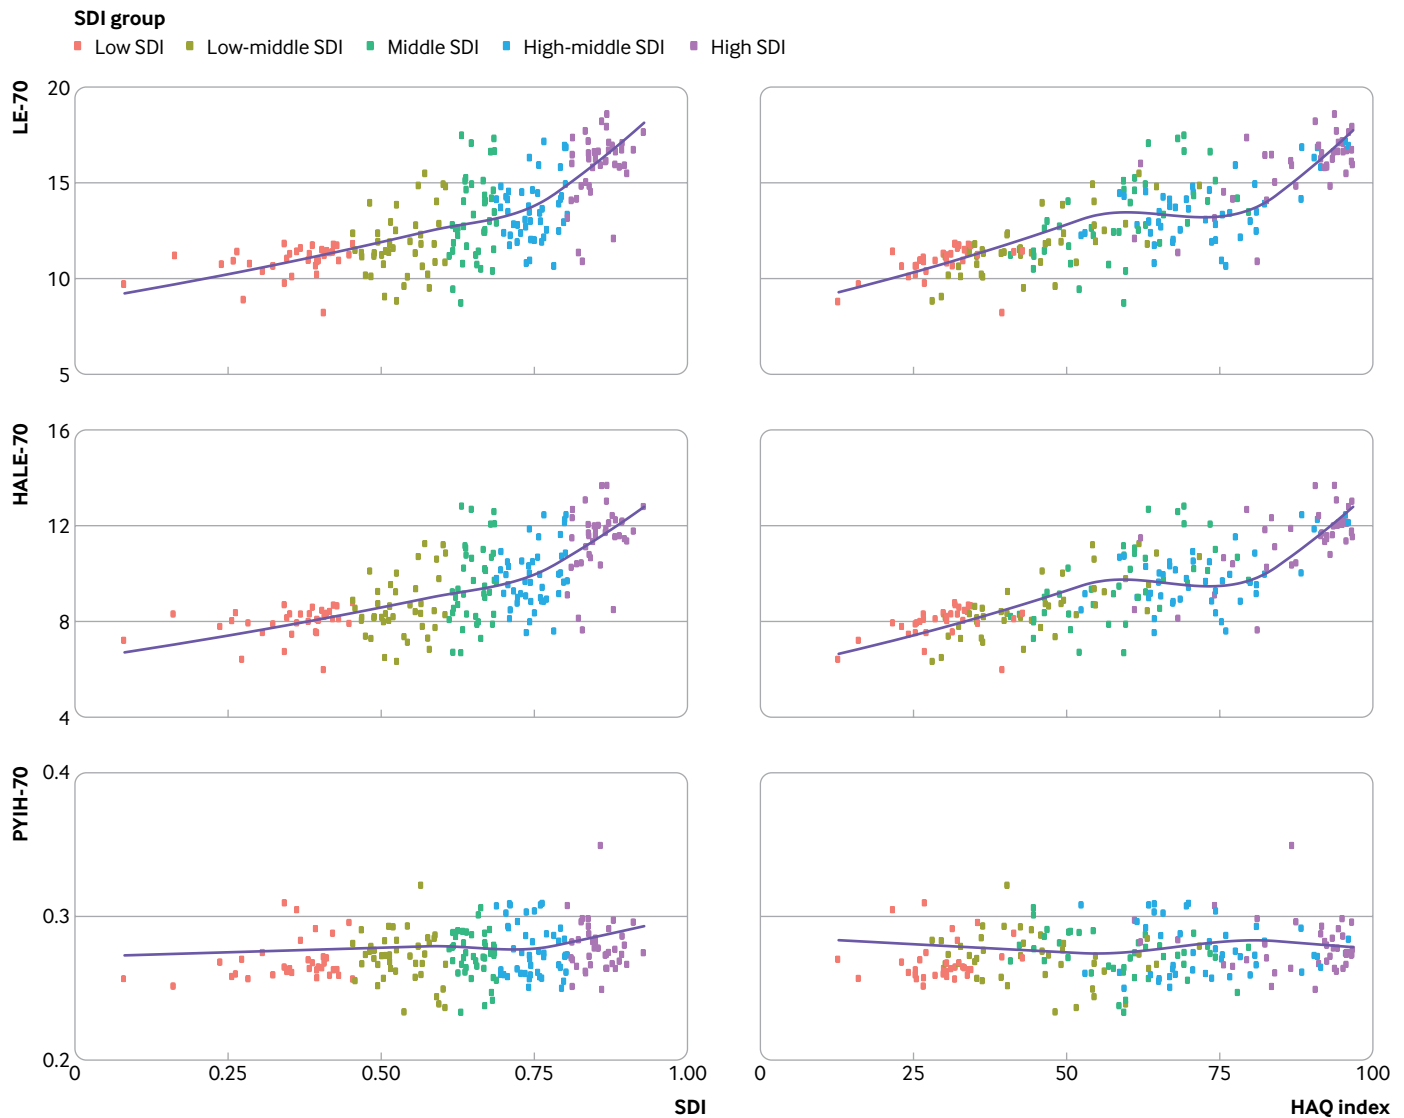 SDI group
Low SDI
Low-middle SDI
Middle SDI
High-middle SDI
High SDI
LE-70
20
15
10
5
HALE-70
16
12
8
4
PYIH-70
0.4
0.3
0.2
0
0.25
0.50
0.75
1.00
0
25
50
75
100
SDI
HAQ index